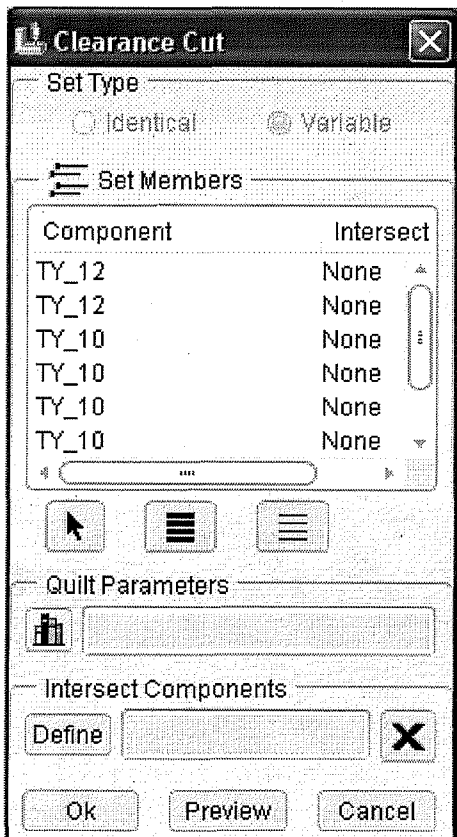 Clearance Cut
Set Type
Identical Variable
Set Members
Component Intersect
TY_12 None
TY_12 None
TY_10 None
TY_10 None
TY_10 None
TY_10 None
Quilt Parameters
Intersect Components
Define
Ok Preview Cancel